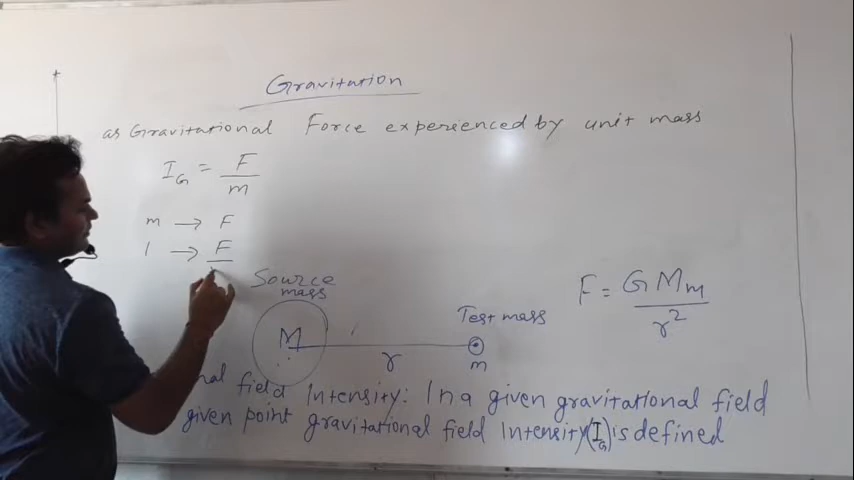 Gravitation
as Gravitational Force experienced by unit mass
I_G = F/m
m → F
1 → F
Source
mass
M
r
Test mass
m
F = GMm/r²
nal field Intensity: In a given gravitational field
given point gravitational field Intensity (I_G) is defined